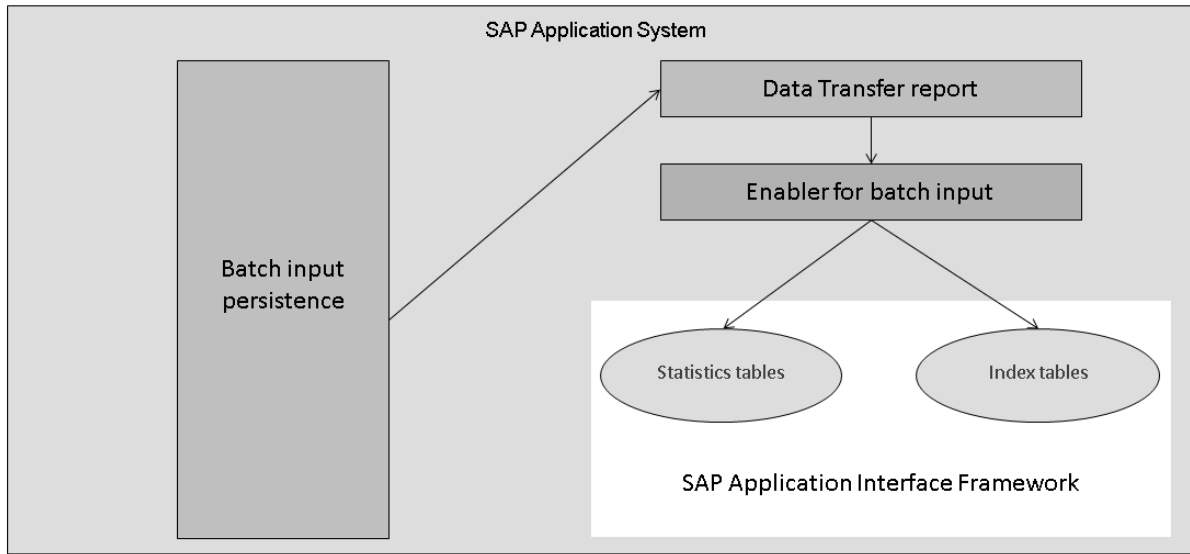 SAP Application System
Data Transfer report
Enabler for batch input
Batch input
persistence
Statistics tables
Index tables
SAP Application Interface Framework